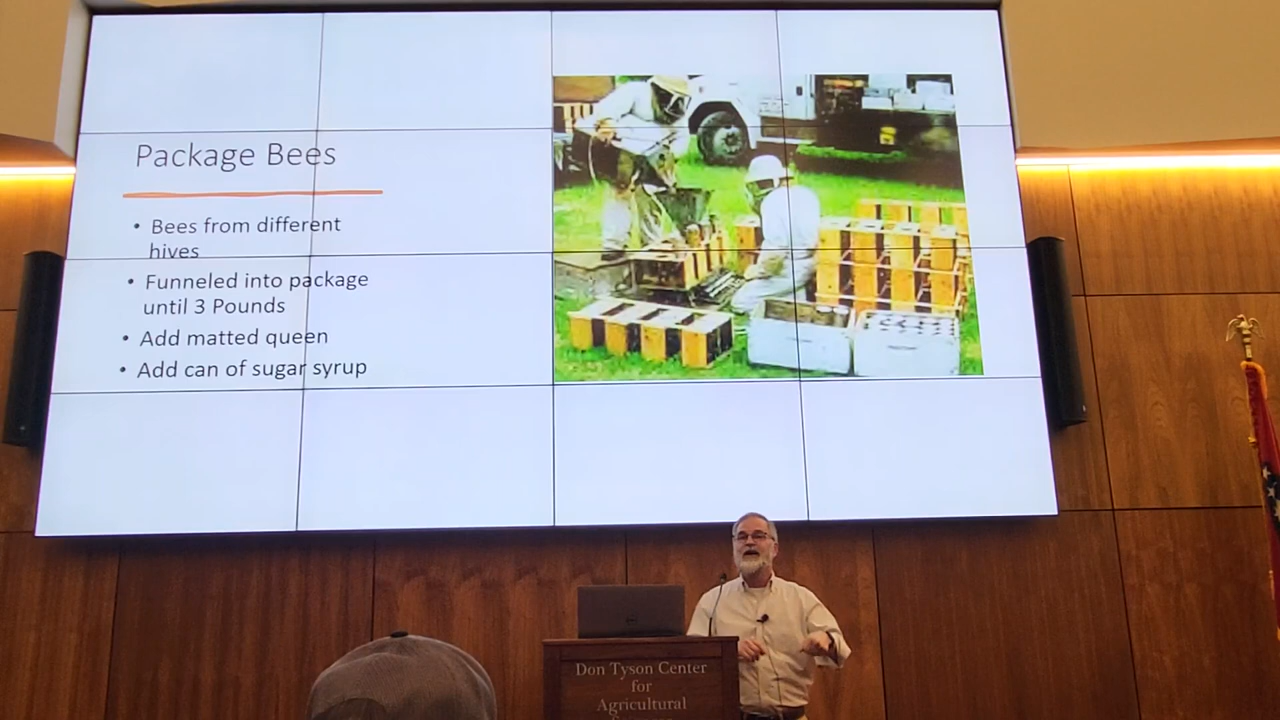 Package Bees
• Bees from different
hives
• Funneled into package
until 3 Pounds
• Add matted queen
• Add can of sugar syrup
Don Tyson Center
for
Agricultural